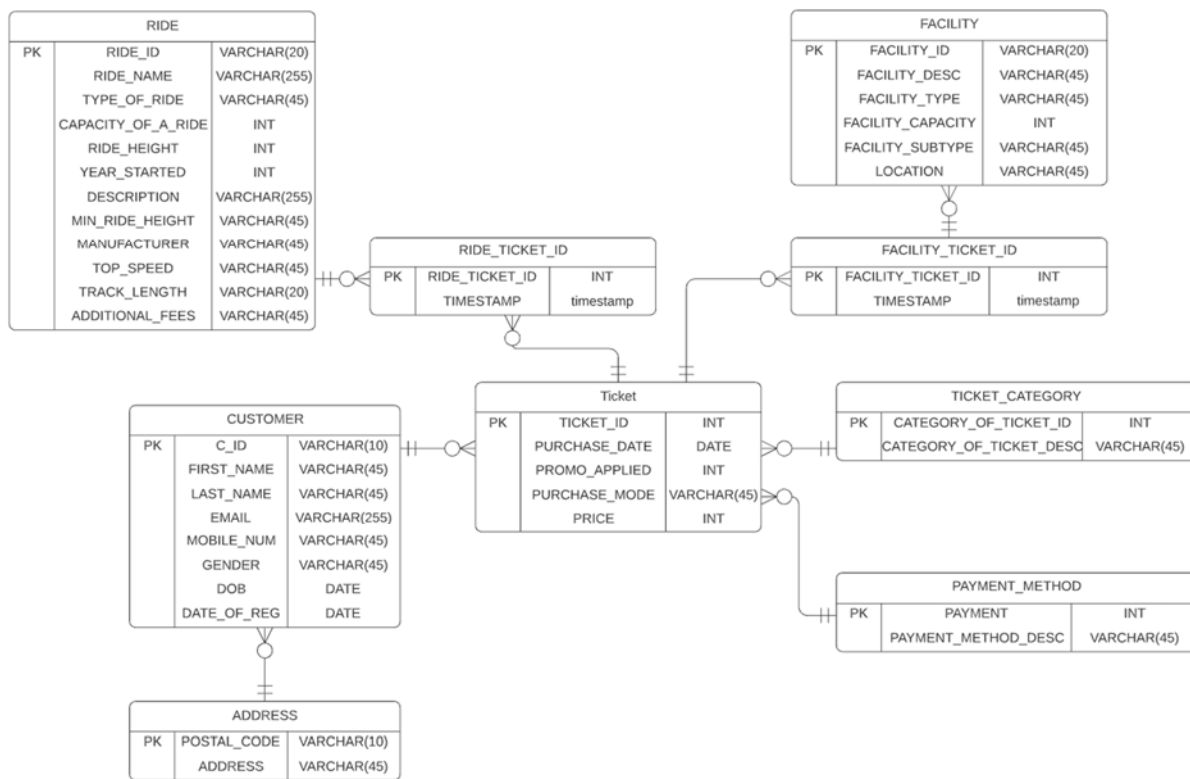 RIDE
PK RIDE_ID VARCHAR(20)
RIDE_NAME VARCHAR(255)
TYPE_OF_RIDE VARCHAR(45)
CAPACITY_OF_A_RIDE INT
RIDE_HEIGHT INT
YEAR_STARTED INT
DESCRIPTION VARCHAR(255)
MIN_RIDE_HEIGHT VARCHAR(45)
MANUFACTURER VARCHAR(45)
TOP_SPEED VARCHAR(45)
TRACK_LENGTH VARCHAR(20)
ADDITIONAL_FEES VARCHAR(45)
FACILITY
PK FACILITY_ID VARCHAR(20)
FACILITY_DESC VARCHAR(45)
FACILITY_TYPE VARCHAR(45)
FACILITY_CAPACITY INT
FACILITY_SUBTYPE VARCHAR(45)
LOCATION VARCHAR(45)
RIDE_TICKET_ID
PK RIDE_TICKET_ID INT
TIMESTAMP timestamp
FACILITY_TICKET_ID
PK FACILITY_TICKET_ID INT
TIMESTAMP timestamp
CUSTOMER
PK C_ID VARCHAR(10)
FIRST_NAME VARCHAR(45)
LAST_NAME VARCHAR(45)
EMAIL VARCHAR(255)
MOBILE_NUM VARCHAR(45)
GENDER VARCHAR(45)
DOB DATE
DATE_OF_REG DATE
Ticket
PK TICKET_ID INT
PURCHASE_DATE DATE
PROMO_APPLIED INT
PURCHASE_MODE VARCHAR(45)
PRICE INT
TICKET_CATEGORY
PK CATEGORY_OF_TICKET_ID INT
CATEGORY_OF_TICKET_DESC VARCHAR(45)
PAYMENT_METHOD
PK PAYMENT INT
PAYMENT_METHOD_DESC VARCHAR(45)
ADDRESS
PK POSTAL_CODE VARCHAR(10)
ADDRESS VARCHAR(45)